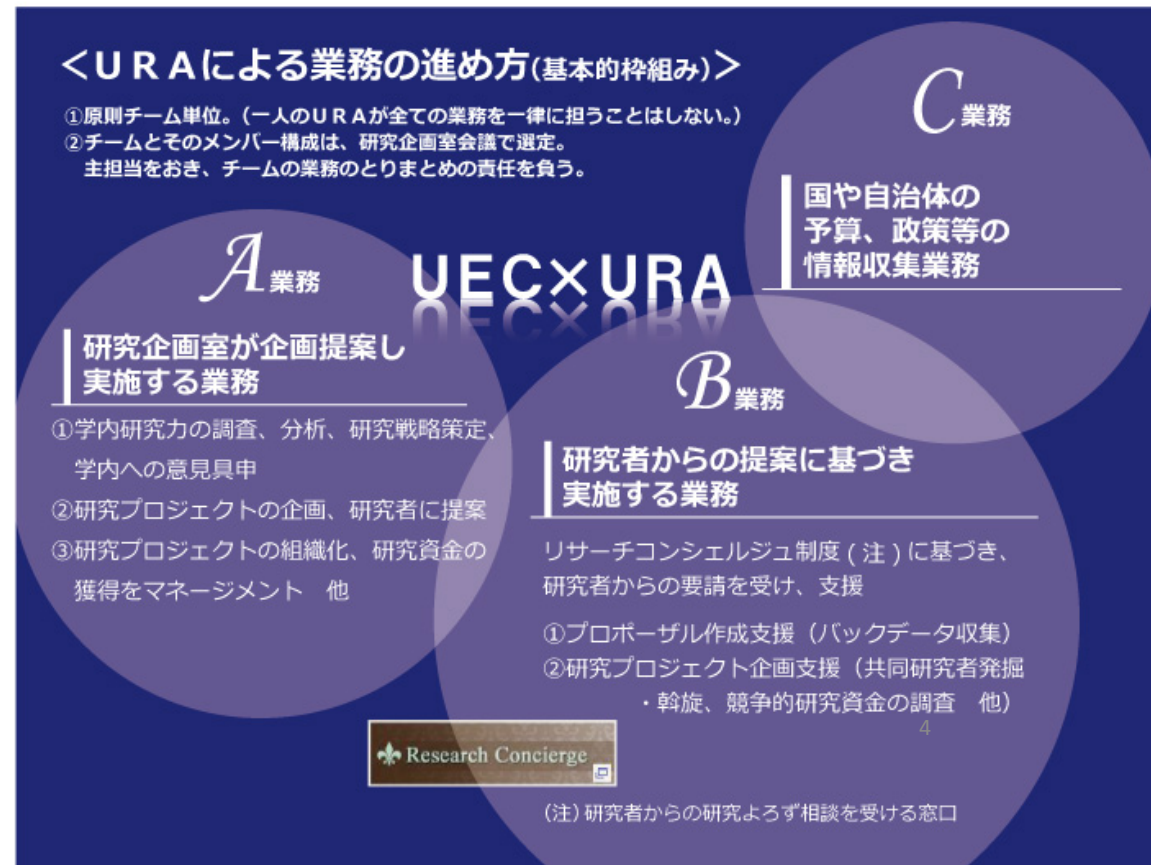 ＜ＵＲＡによる業務の進め方(基本的枠組み)＞
①原則チーム単位。（一人のＵＲＡが全ての業務を一律に担うことはしない。）
②チームとそのメンバー構成は、研究企画室会議で選定。
主担当をおき、チームの業務のとりまとめの責任を負う。
C業務
国や自治体の
予算、政策等の
情報収集業務
UEC×URA
A業務
研究企画室が企画提案し
実施する業務
①学内研究力の調査、分析、研究戦略策定、
学内への意見具申
②研究プロジェクトの企画、研究者に提案
③研究プロジェクトの組織化、研究資金の
獲得をマネージメント　他
B業務
研究者からの提案に基づき
実施する業務
リサーチコンシェルジュ制度(注)に基づき、
研究者からの要請を受け、支援
①プロポーザル作成支援（バックデータ収集）
②研究プロジェクト企画支援（共同研究者発掘
・斡旋、競争的研究資金の調査　他）
4
Research Concierge
(注)研究者からの研究よろず相談を受ける窓口